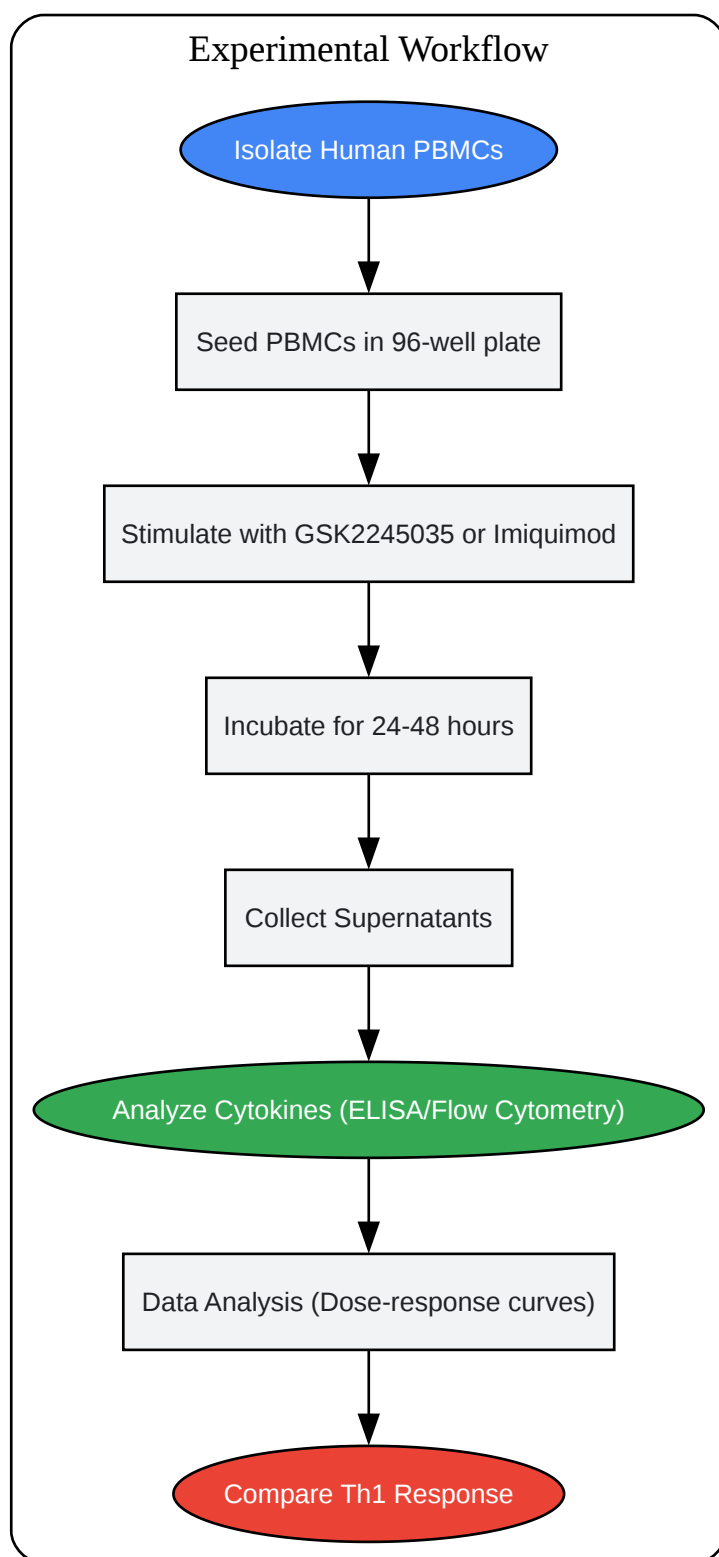 Experimental Workflow
Isolate Human PBMCs
Seed PBMCs in 96-well plate
Stimulate with GSK2245035 or Imiquimod
Incubate for 24-48 hours
Collect Supernatants
Analyze Cytokines (ELISA/Flow Cytometry)
Data Analysis (Dose-response curves)
Compare Th1 Response